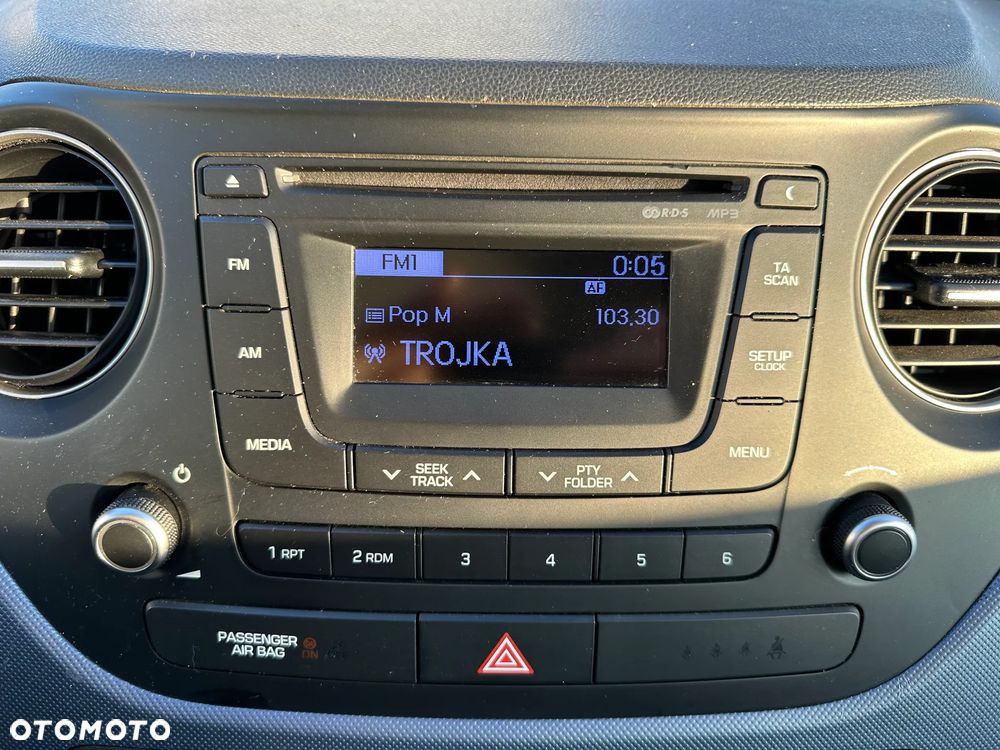 R·D·S MP3
FM1 0:05
AF
Pop M 103.30
TROJKA
FM
AM
MEDIA
TA
SCAN
SETUP
CLOCK
MENU
SEEK
TRACK
PTY
FOLDER
1 RPT 2 RDM 3 4 5 6
PASSENGER
AIR BAG ON
OTOMOTO